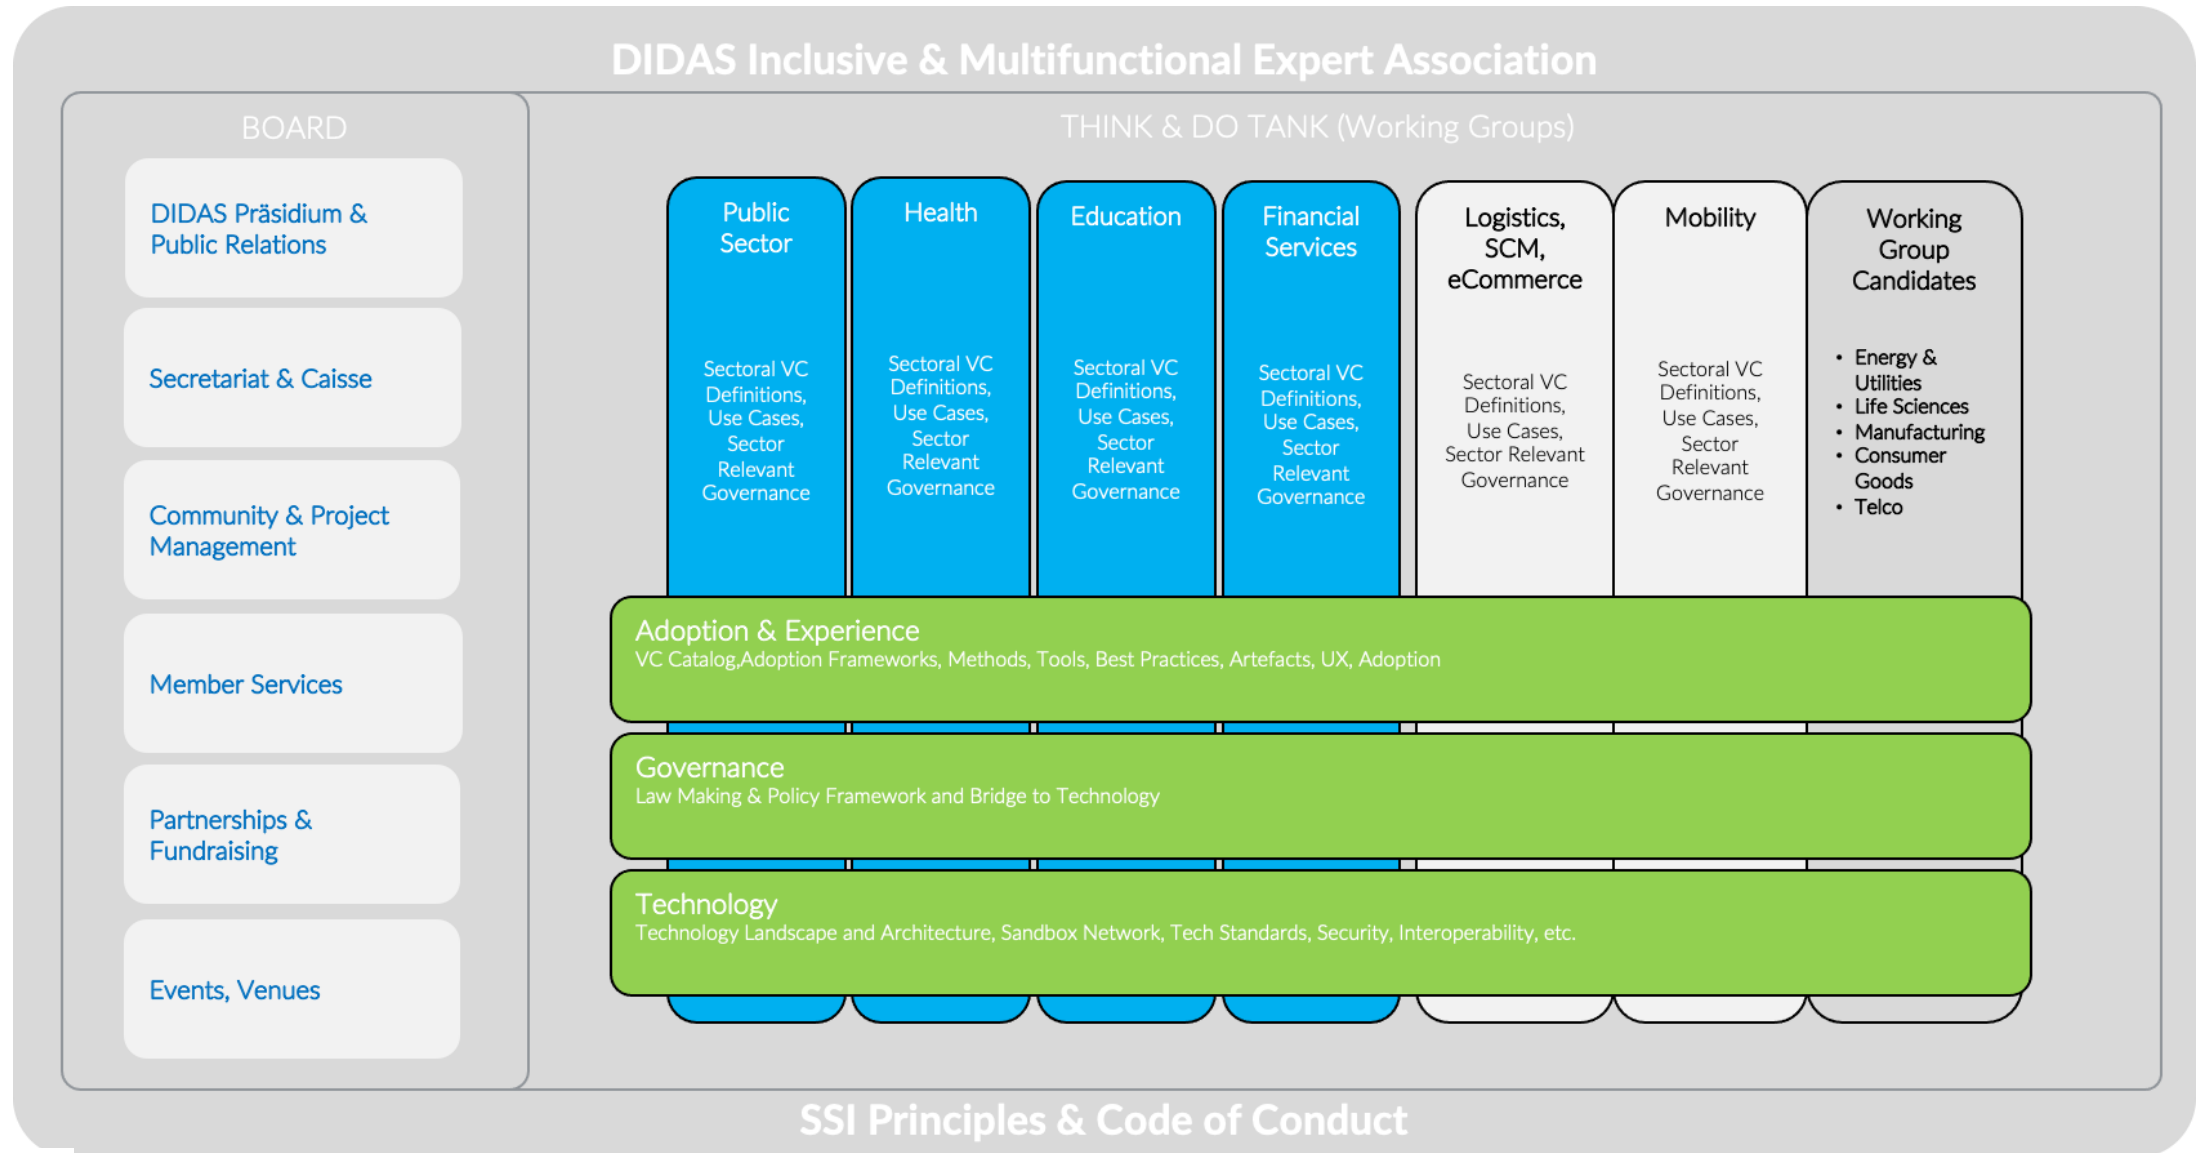 DIDAS Inclusive & Multifunctional Expert Association
BOARD
DIDAS Präsidium &
Public Relations
Secretariat & Caisse
Community & Project
Management
Member Services
Partnerships &
Fundraising
Events, Venues
THINK & DO TANK (Working Groups)
Public
Sector
Sectoral VC
Definitions,
Use Cases,
Sector
Relevant
Governance
Health
Sectoral VC
Definitions,
Use Cases,
Sector
Relevant
Governance
Education
Sectoral VC
Definitions,
Use Cases,
Sector
Relevant
Governance
Financial
Services
Sectoral VC
Definitions,
Use Cases,
Sector
Relevant
Governance
Logistics,
SCM,
eCommerce
Sectoral VC
Definitions,
Use Cases,
Sector Relevant
Governance
Mobility
Sectoral VC
Definitions,
Use Cases,
Sector
Relevant
Governance
Working
Group
Candidates
• Energy &
Utilities
• Life Sciences
• Manufacturing
• Consumer
Goods
• Telco
Adoption & Experience
VC Catalog,Adoption Frameworks, Methods, Tools, Best Practices, Artefacts, UX, Adoption
Governance
Law Making & Policy Framework and Bridge to Technology
Technology
Technology Landscape and Architecture, Sandbox Network, Tech Standards, Security, Interoperability, etc.
SSI Principles & Code of Conduct